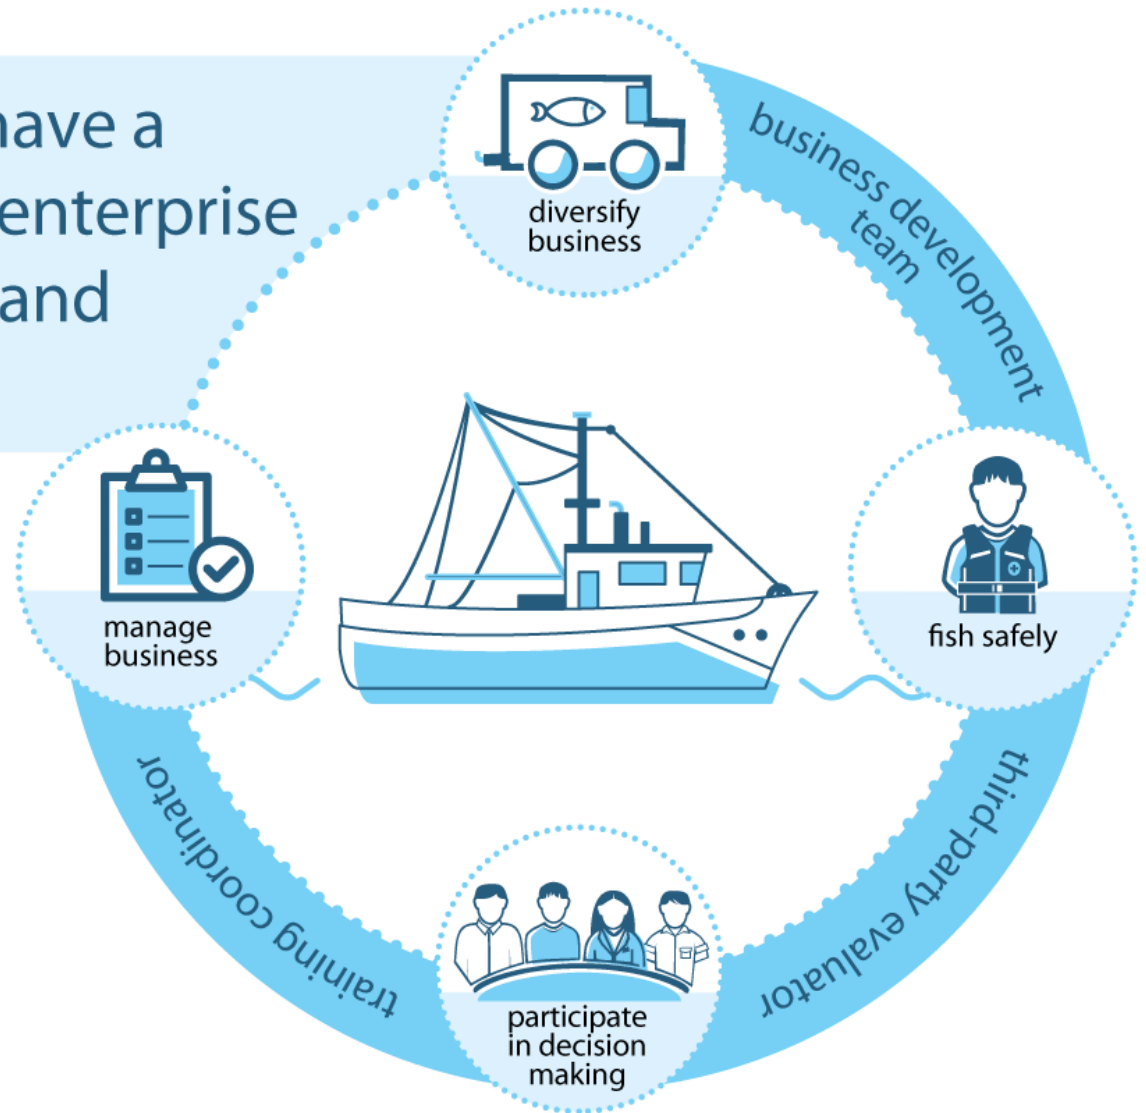 have a
enterprise
and
diversify
business
business development
team
manage
business
fish safely
training coordinator
third-party evaluator
participate
in decision
making